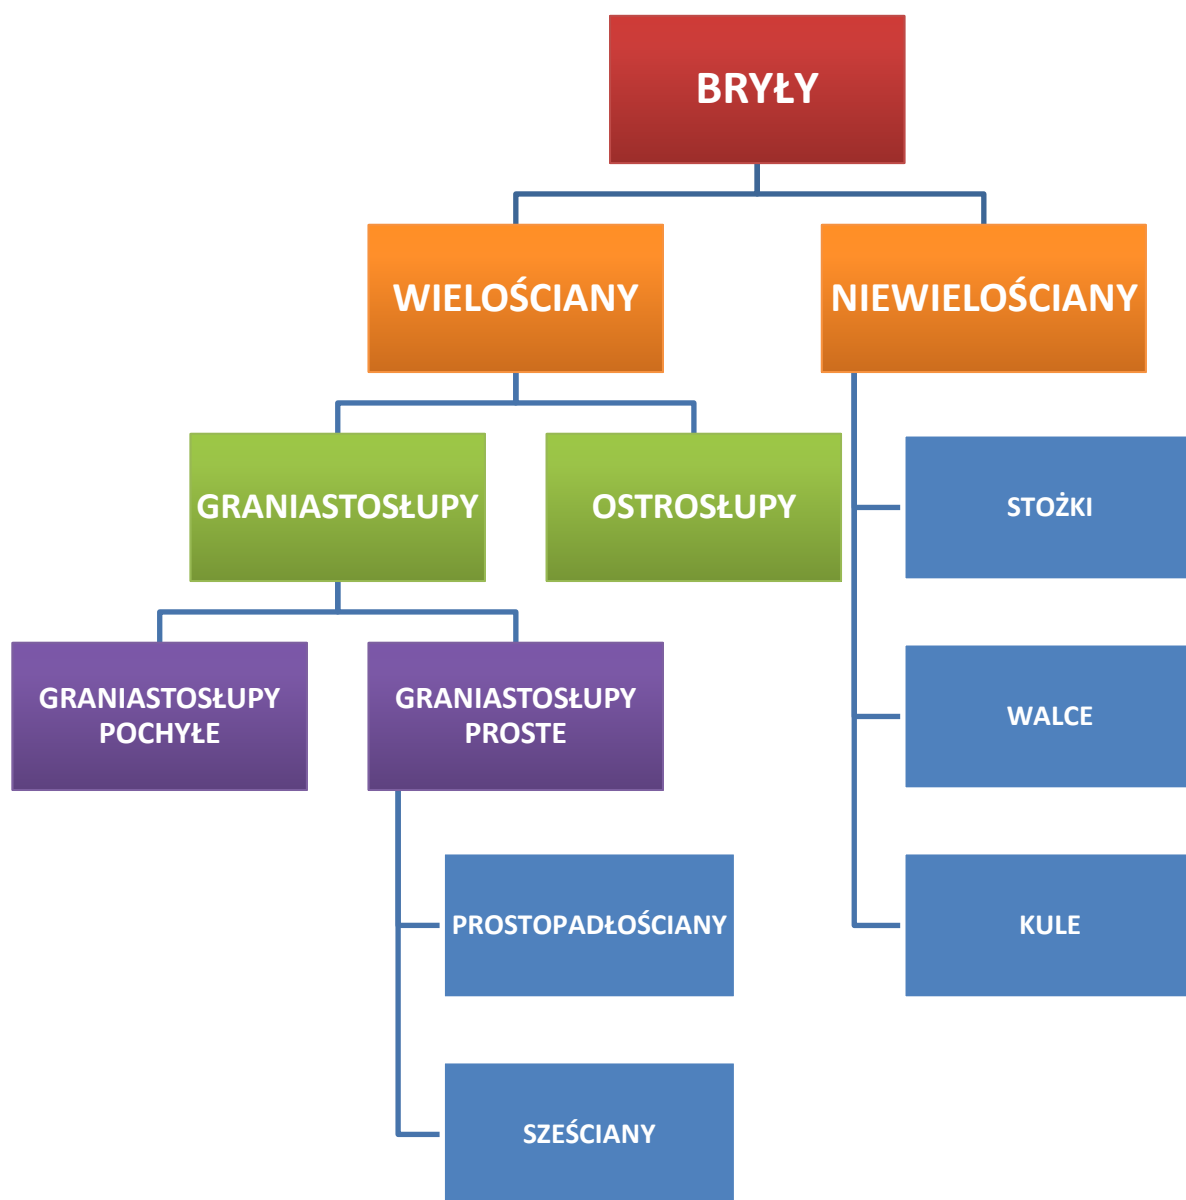 BRYŁY
WIELOŚCIANY
NIEWIELOŚCIANY
GRANIASTOSŁUPY
OSTROSŁUPY
STOŻKI
GRANIASTOSŁUPY
POCHYŁE
GRANIASTOSŁUPY
PROSTE
WALCE
PROSTOPADŁOŚCIANY
KULE
SZEŚCIANY